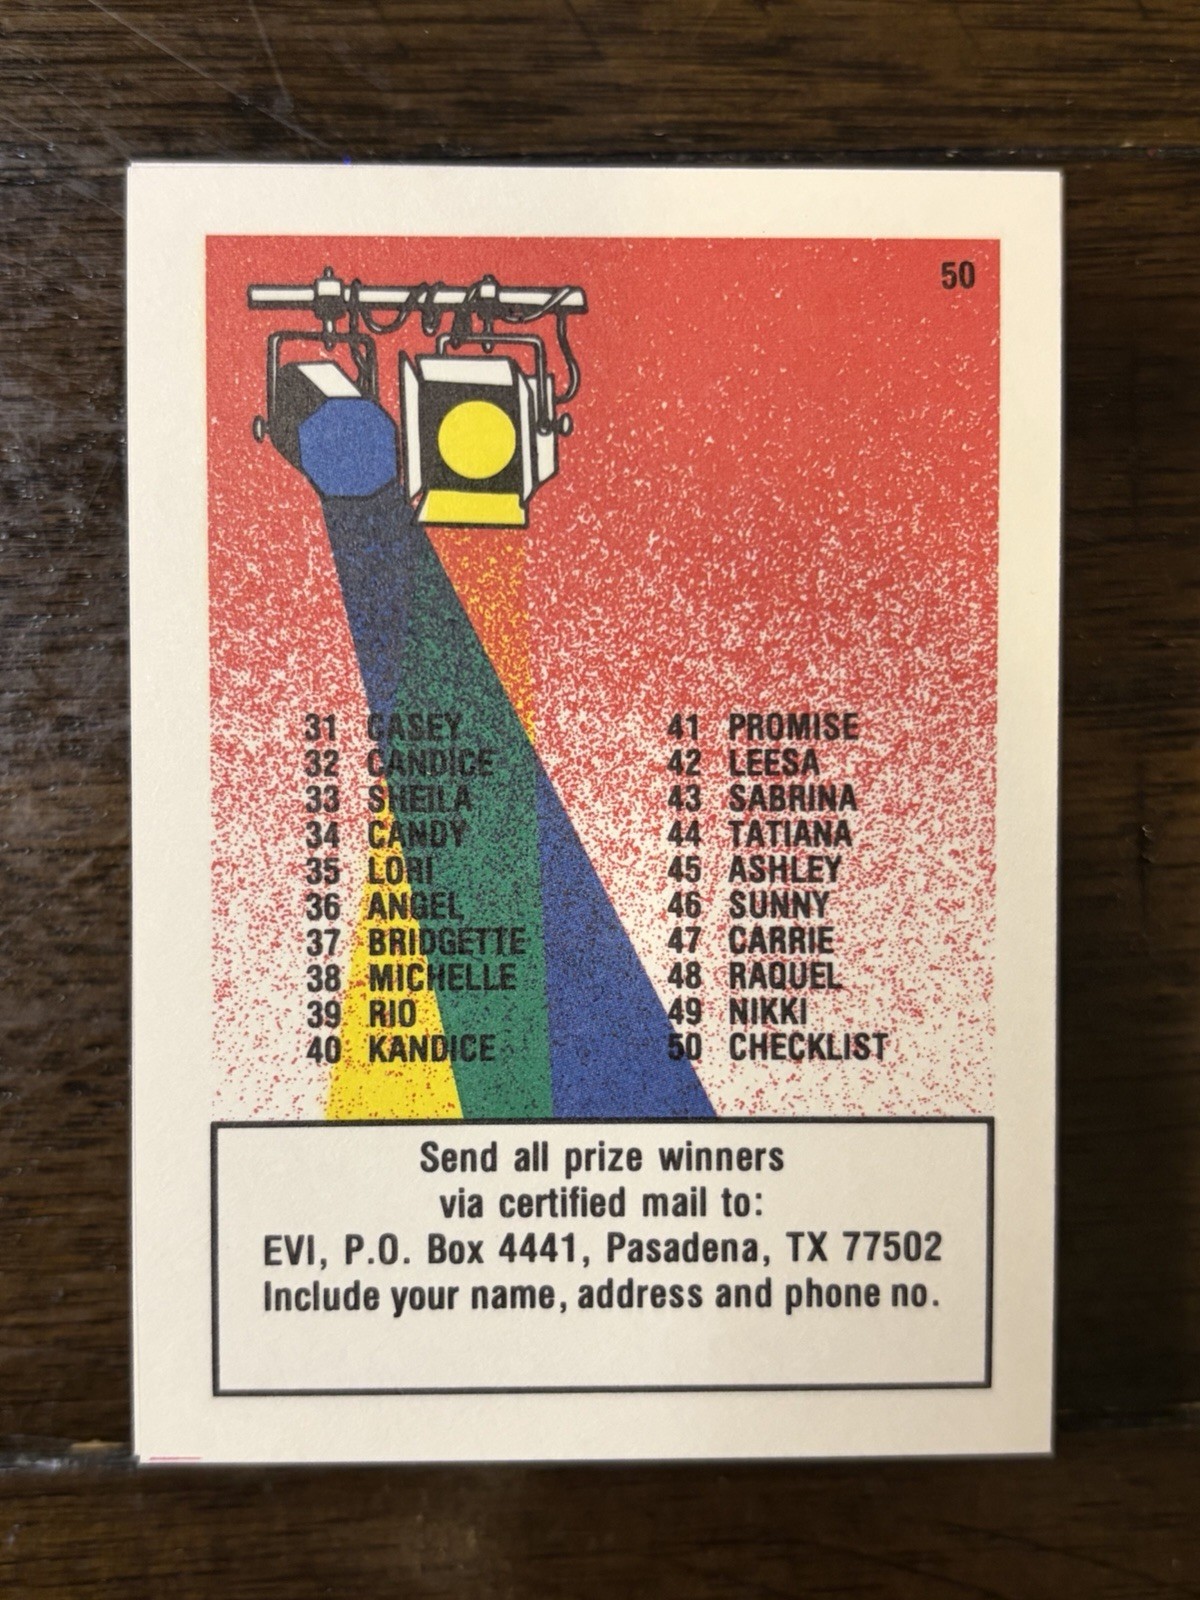 50
31 CASEY
32 CANDICE
33 SHEILA
34 CANDY
35 LORI
36 ANGEL
37 BRIDGETTE
38 MICHELLE
39 RIO
40 KANDICE
41 PROMISE
42 LEESA
43 SABRINA
44 TATIANA
45 ASHLEY
46 SUNNY
47 CARRIE
48 RAQUEL
49 NIKKI
50 CHECKLIST
Send all prize winners
via certified mail to:
EVI, P.O. Box 4441, Pasadena, TX 77502
Include your name, address and phone no.